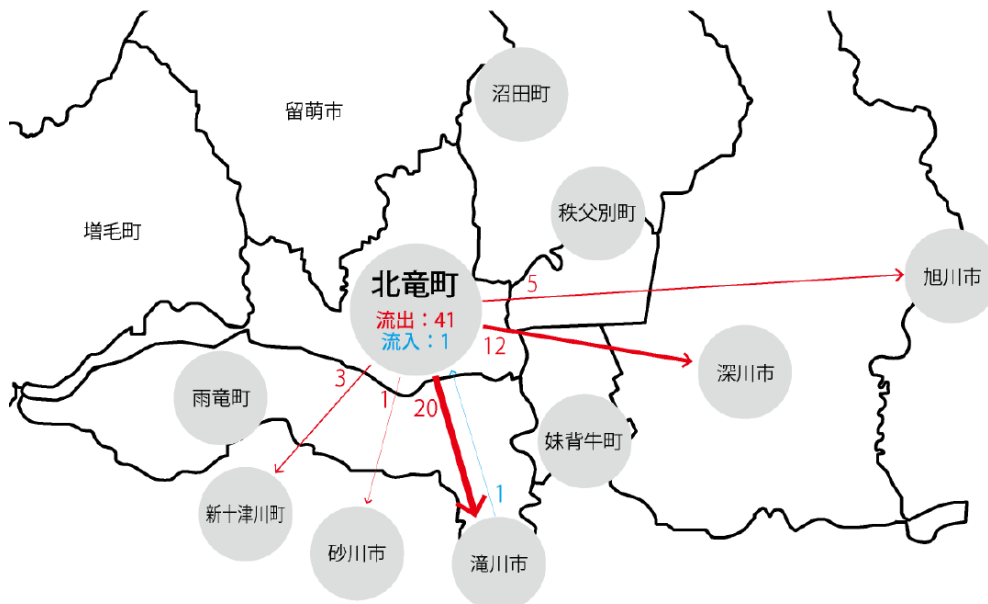 沼田町
留萌市
秩父別町
増毛町
北竜町
流出：41
流入：1
5
旭川市
12
深川市
3
1
20
雨竜町
妹背牛町
1
新十津川町
砂川市
滝川市